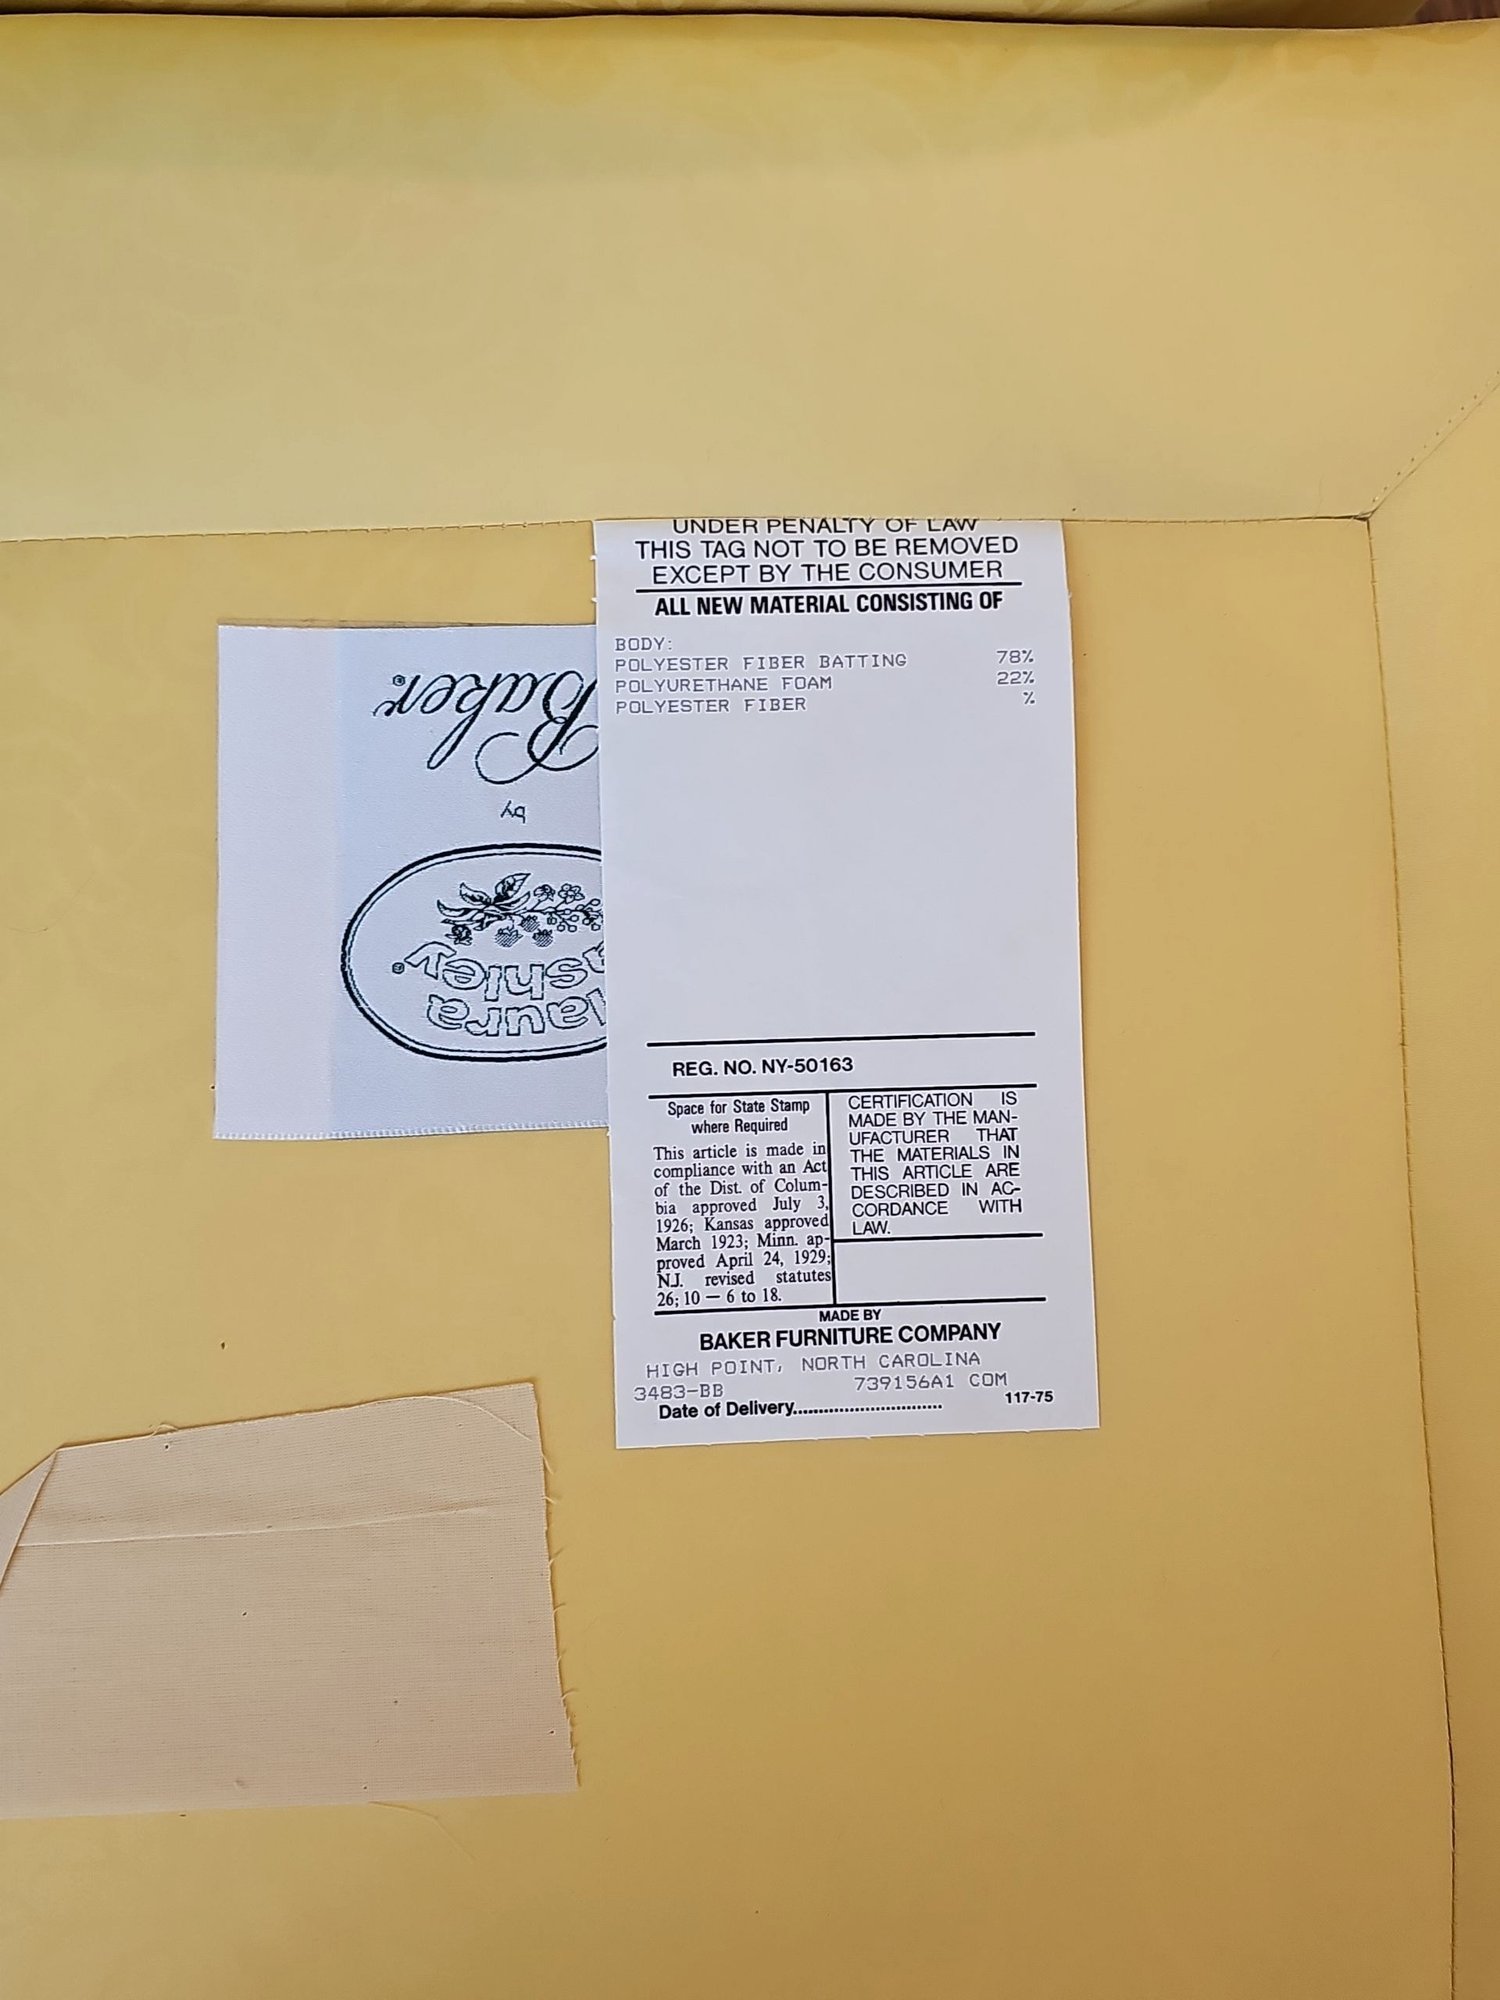 UNDER PENALTY OF LAW
THIS TAG NOT TO BE REMOVED
EXCEPT BY THE CONSUMER
ALL NEW MATERIAL CONSISTING OF
BODY:
POLYESTER FIBER BATTING 78%
POLYURETHANE FOAM 22%
POLYESTER FIBER %
REG. NO. NY-50163
Space for State Stamp
where Required
This article is made in
compliance with an Act
of the Dist. of Colum-
bia approved July 3,
1926; Kansas approved
March 1923; Minn. ap-
proved April 24, 1929;
N.J. revised statutes
26; 10 — 6 to 18.
CERTIFICATION IS
MADE BY THE MAN-
UFACTURER THAT
THE MATERIALS IN
THIS ARTICLE ARE
DESCRIBED IN AC-
CORDANCE WITH
LAW.
MADE BY
BAKER FURNITURE COMPANY
HIGH POINT, NORTH CAROLINA
3483-BB 739156A1 COM
Date of Delivery.............................. 117-75
laura
ashley®
by
Baker®